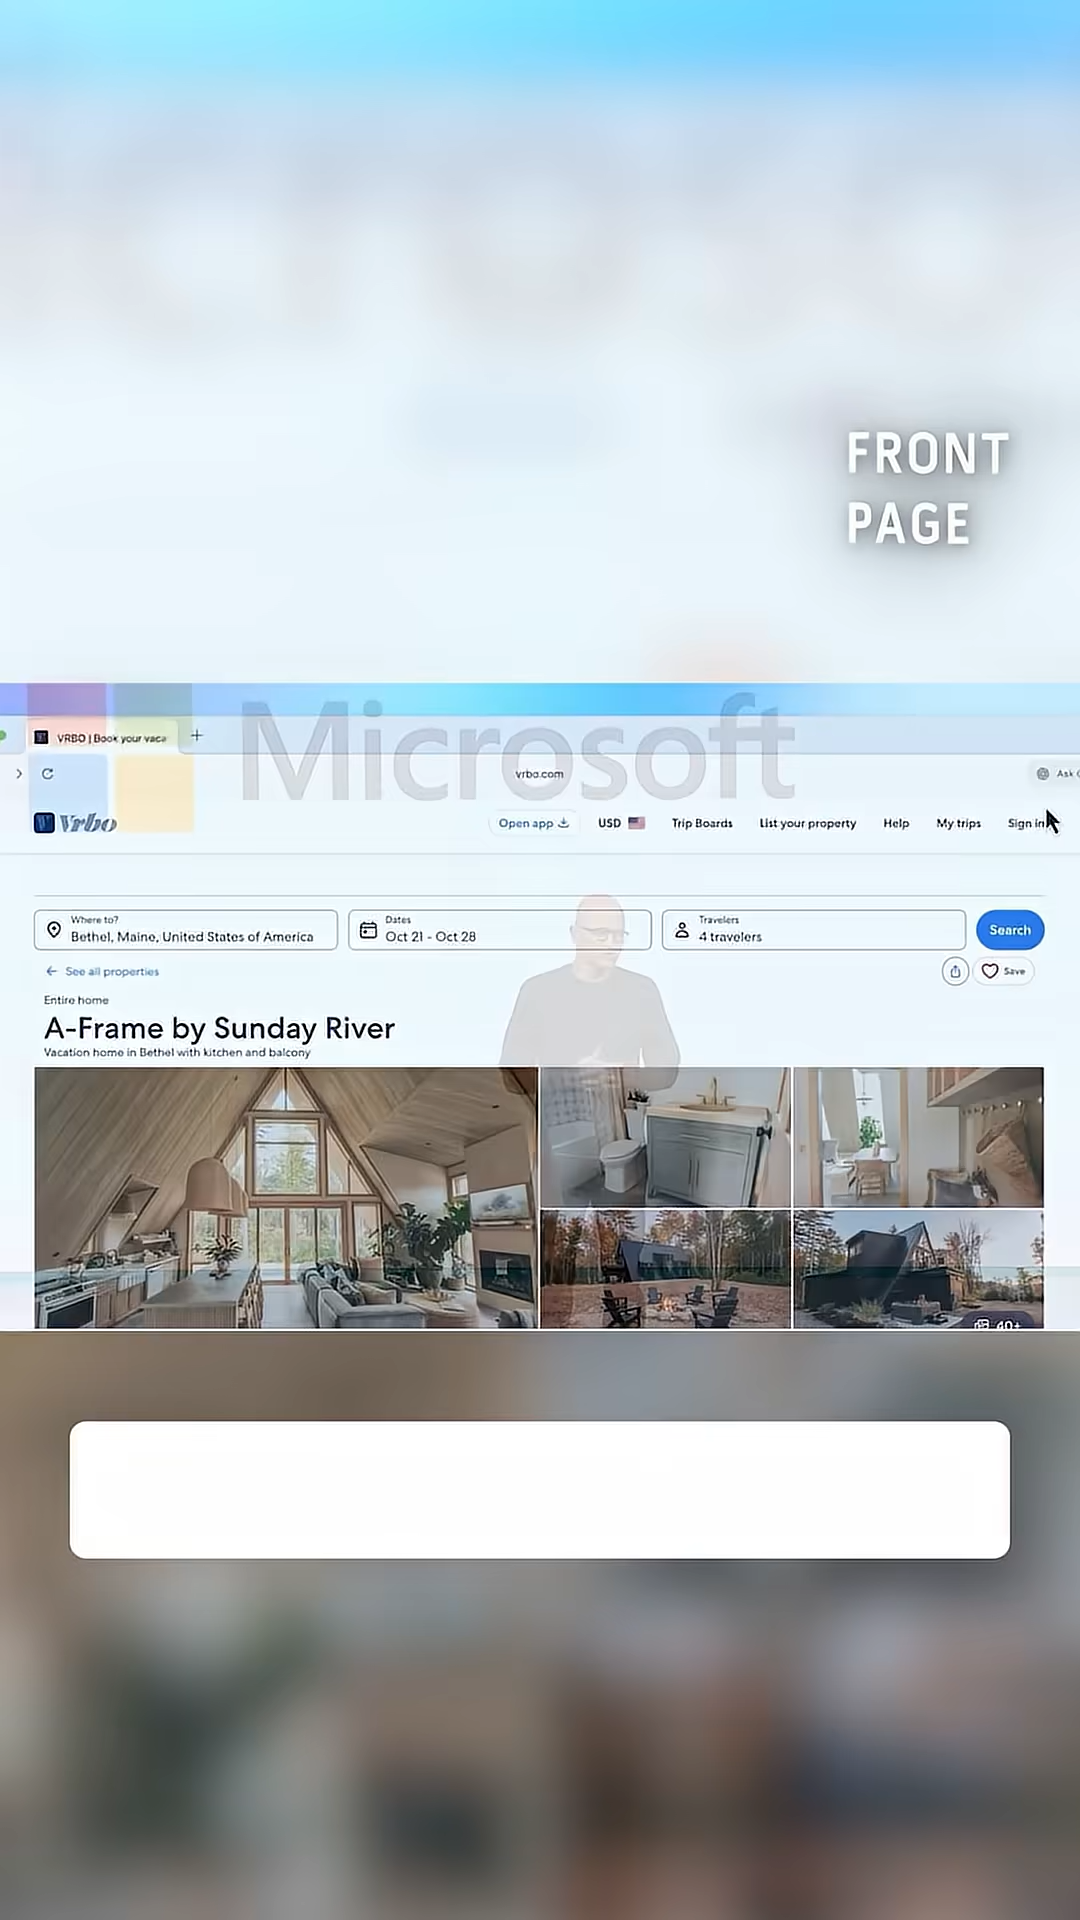 FRONT
PAGE
Microsoft
VRBO | Book your vaca
vrbo.com
Ask
Vrbo
Open app
USD
Trip Boards
List your property
Help
My trips
Sign in
Where to?
Bethel, Maine, United States of America
Dates
Oct 21 - Oct 28
Travelers
4 travelers
Search
See all properties
Save
Entire home
A-Frame by Sunday River
Vacation home in Bethel with kitchen and balcony
40+